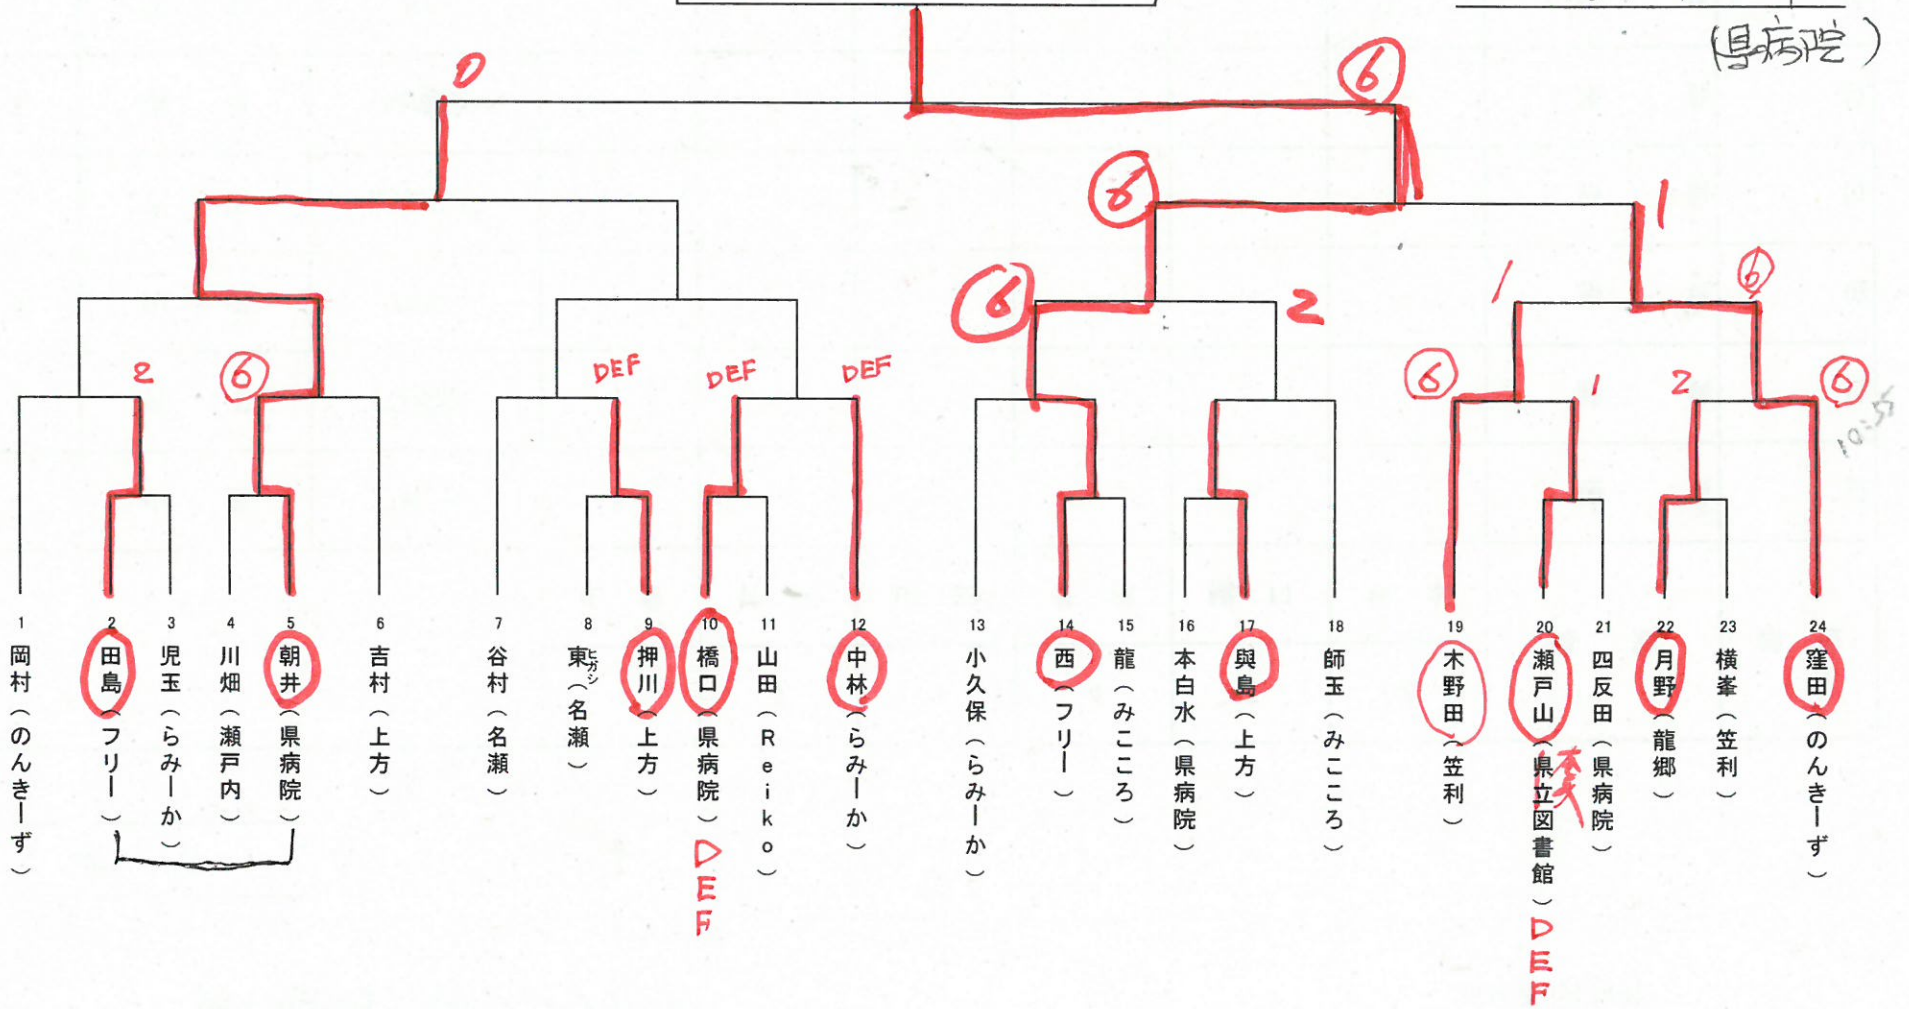 (県病院)
0
6
6
1
6
2
1
6
2
6
DEF
DEF
DEF
6
1
2
6
10:55
1 岡村(のんきーず)
2 田島(フリー)
3 児玉(らみーか)
4 川畑(瀬戸内)
5 朝井(県病院)
6 吉村(上方)
7 谷村(名瀬)
8 東(名瀬)
ヒガシ
9 押川(上方)
10 橋口(県病院)
DEF
11 山田(Reiko)
12 中林(らみーか)
13 小久保(らみーか)
14 西(フリー)
15 龍(みこころ)
16 本白水(県病院)
17 與島(上方)
18 師玉(みこころ)
19 木野田(笠利)
20 瀬戸山(県立図書館)
DEF
21 四反田(県病院)
22 月野(龍郷)
23 横峯(笠利)
24 窪田(のんきーず)